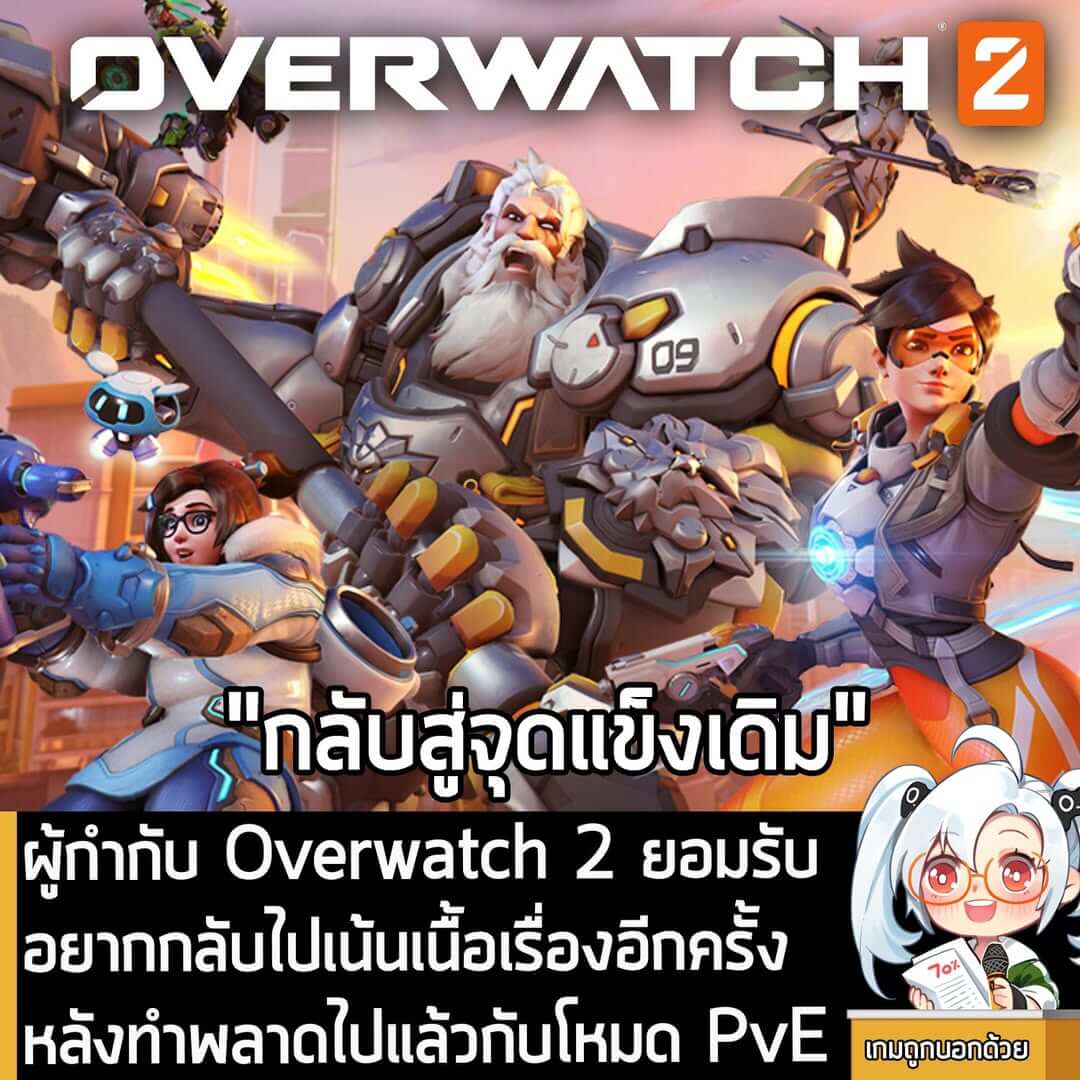 OVERWATCH 2
09
"กลับสู่จุดแข็งเดิม"
ผู้กำกับ Overwatch 2 ยอมรับ
อยากกลับไปเน้นเนื้อเรื่องอีกครั้ง
หลังทำพลาดไปแล้วกับโหมด PvE
70%
เกมถูกบอกด้วย